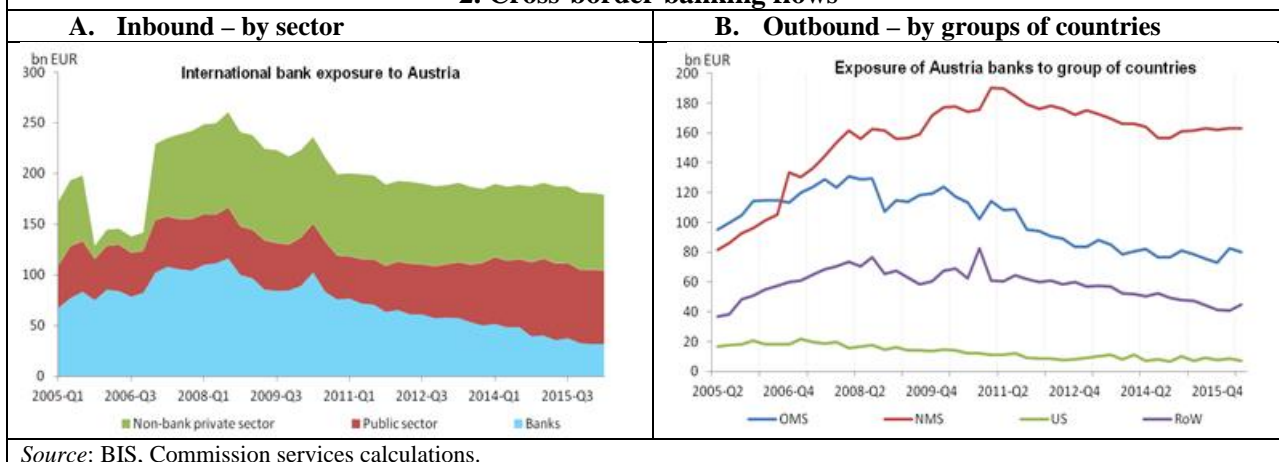 2. Cross-border banking flows
A. Inbound – by sector
B. Outbound – by groups of countries
bn EUR
International bank exposure to Austria
300
250
200
150
100
50
0
2005-Q1 2006-Q3 2008-Q1 2009-Q3 2011-Q1 2012-Q3 2014-Q1 2015-Q3
Non-bank private sector Public sector Banks
bn EUR
Exposure of Austria banks to group of countries
200
180
160
140
120
100
80
60
40
20
0
2005-Q2 2006-Q4 2008-Q2 2009-Q4 2011-Q2 2012-Q4 2014-Q2 2015-Q4
OMS NMS US RoW
Source: BIS, Commission services calculations.